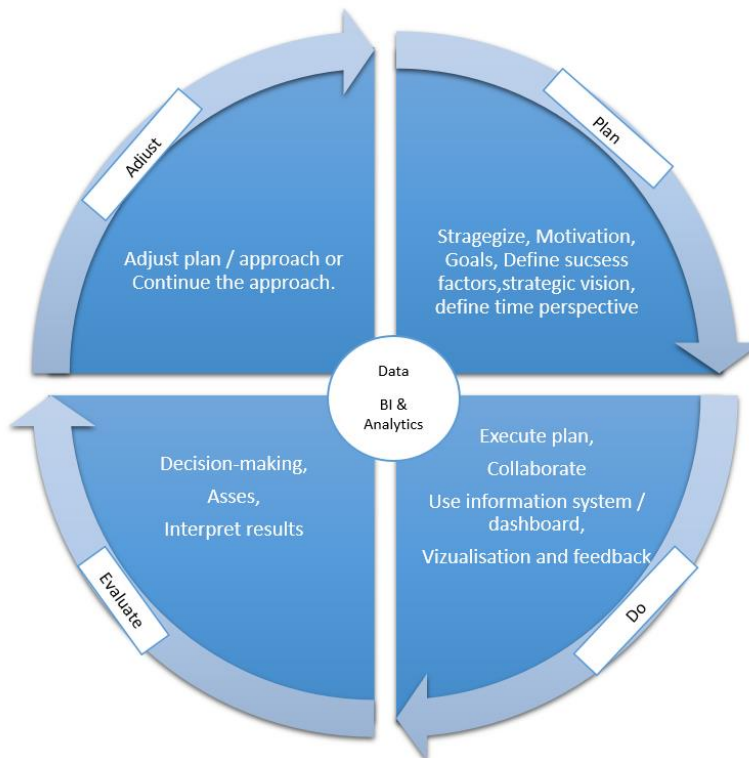 Adjust
Adjust plan / approach or
Continue the approach.
Plan
Stragegize, Motivation,
Goals, Define sucsess
factors,strategic vision,
define time perspective
Data
BI &
Analytics
Decision-making,
Asses,
Interpret results
Evaluate
Execute plan,
Collaborate
Use information system /
dashboard,
Vizualisation and feedback
Do